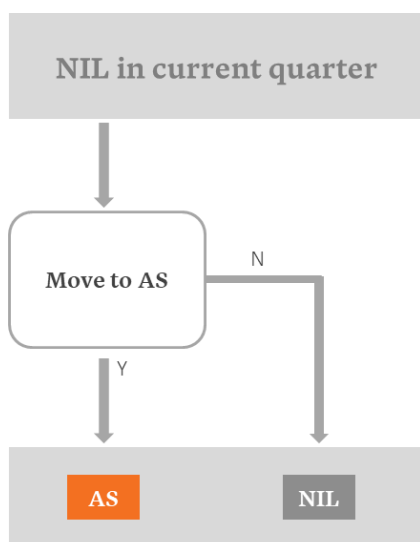 NIL in current quarter
Move to AS
N
Y
AS
NIL